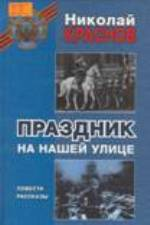 Николай
КРАСНОВ
ПРАЗДНИК
НА НАШЕЙ УЛИЦЕ
ПОВЕСТИ
РАССКАЗЫ